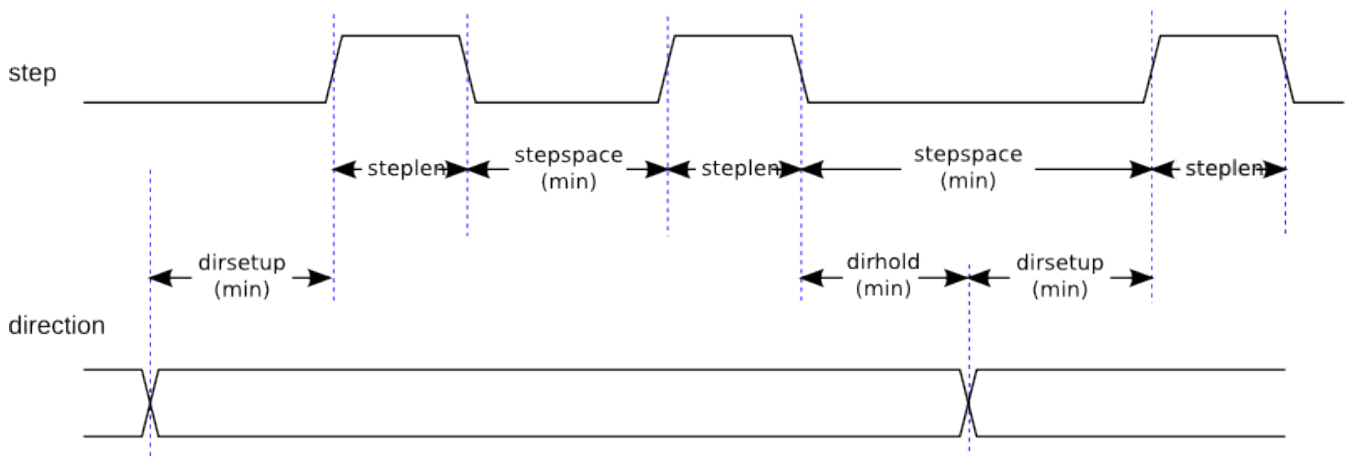 step
steplen
stepspace
(min)
steplen
stepspace
(min)
steplen
dirsetup
(min)
dirhold
(min)
dirsetup
(min)
direction